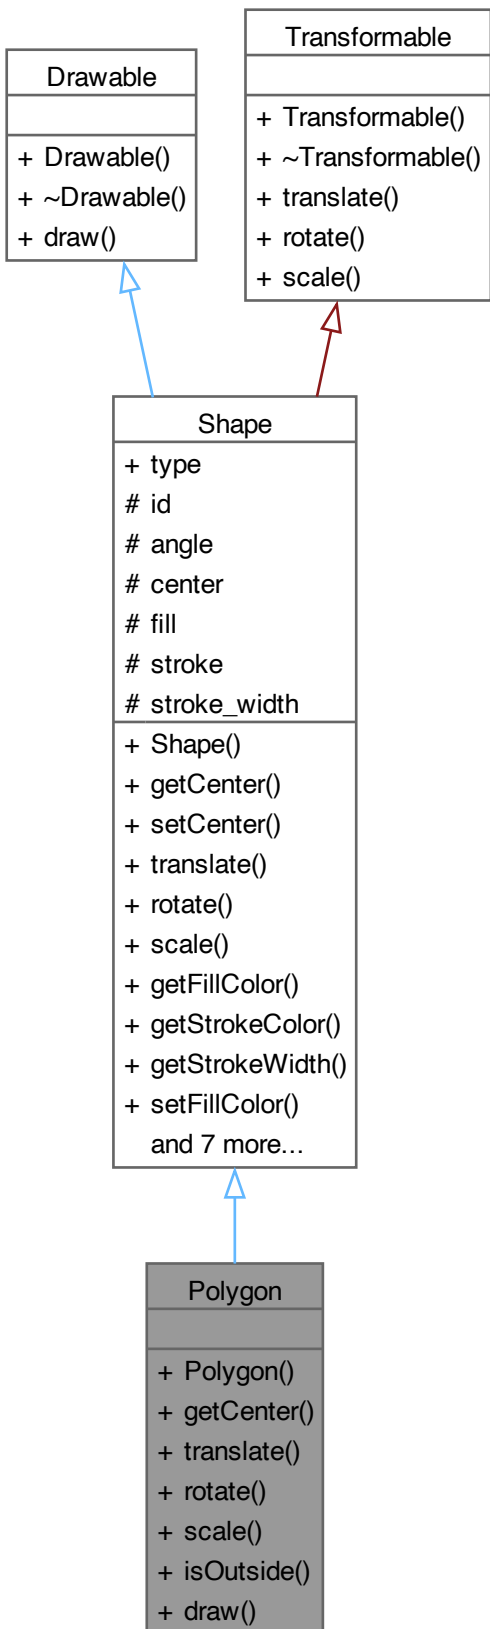 Transformable
+ Transformable()
+ ~Transformable()
+ translate()
+ rotate()
+ scale()
Drawable
+ Drawable()
+ ~Drawable()
+ draw()
Shape
+ type
# id
# angle
# center
# fill
# stroke
# stroke_width
+ Shape()
+ getCenter()
+ setCenter()
+ translate()
+ rotate()
+ scale()
+ getFillColor()
+ getStrokeColor()
+ getStrokeWidth()
+ setFillColor()
and 7 more...
Polygon
+ Polygon()
+ getCenter()
+ translate()
+ rotate()
+ scale()
+ isOutside()
+ draw()